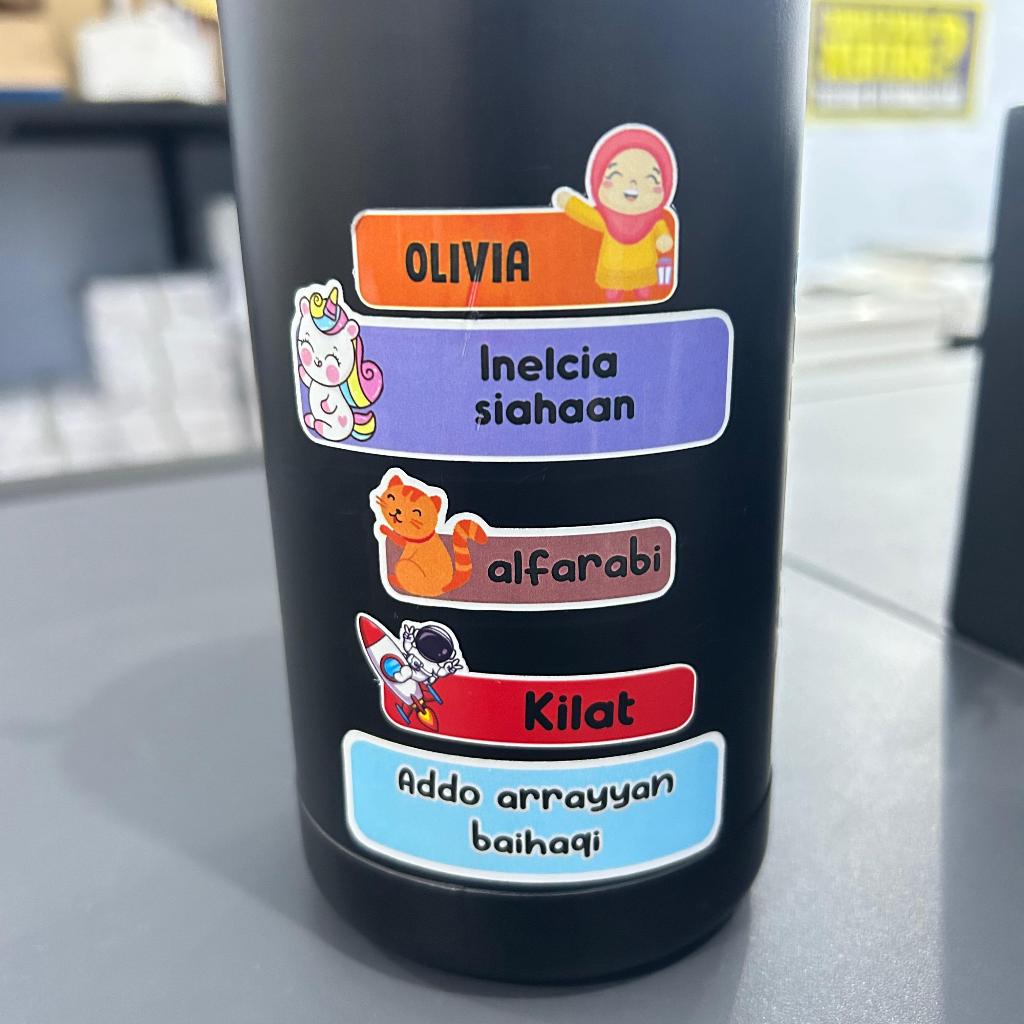 OLIVIA
Inelcia
siahaan
alfarabi
Kilat
Addo arrayyan
baihaqi